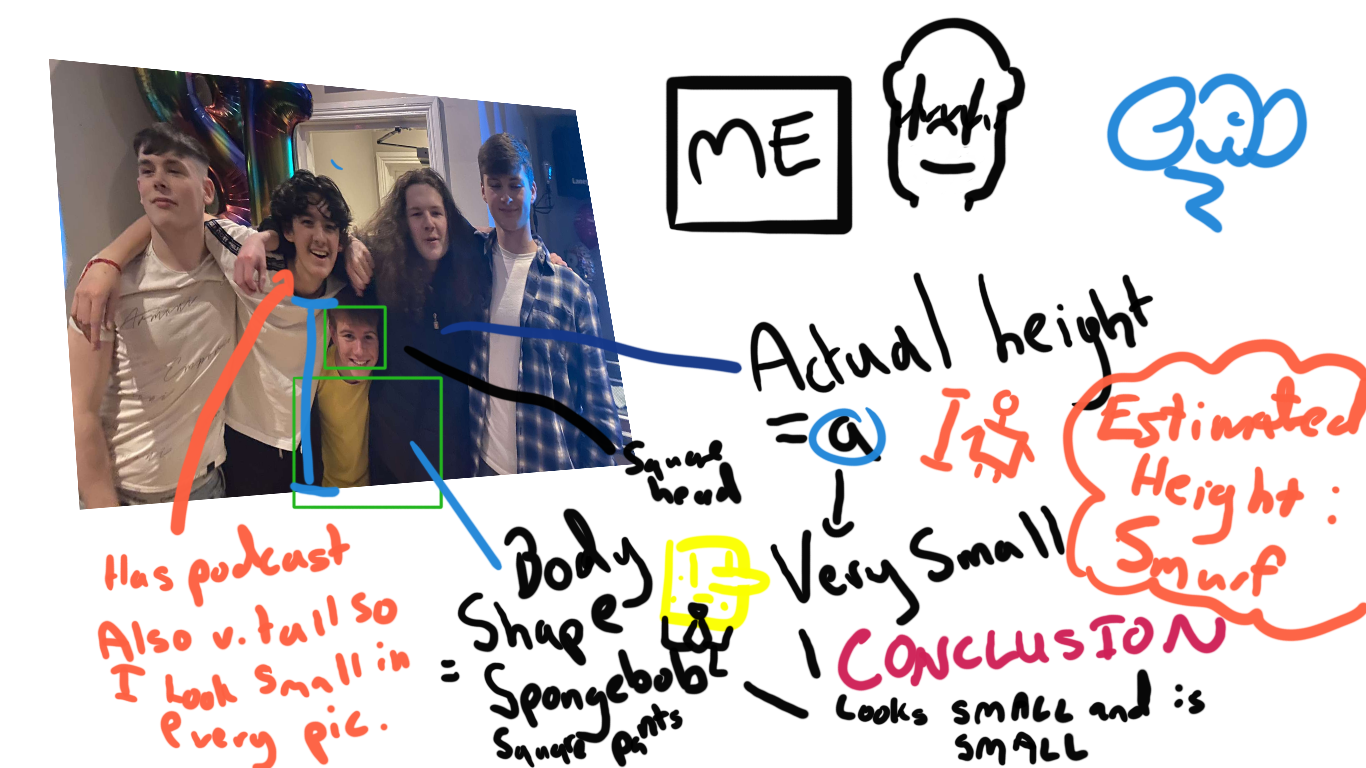 ME
Actual height
= a
Estimated
Height :
Smurf
Square
head
Very Small
Body
Shape
= Spongebob
Square pants
Has podcast
Also v. tall so
I look small in
every pic.
CONCLUSION
Looks SMALL and is
SMALL